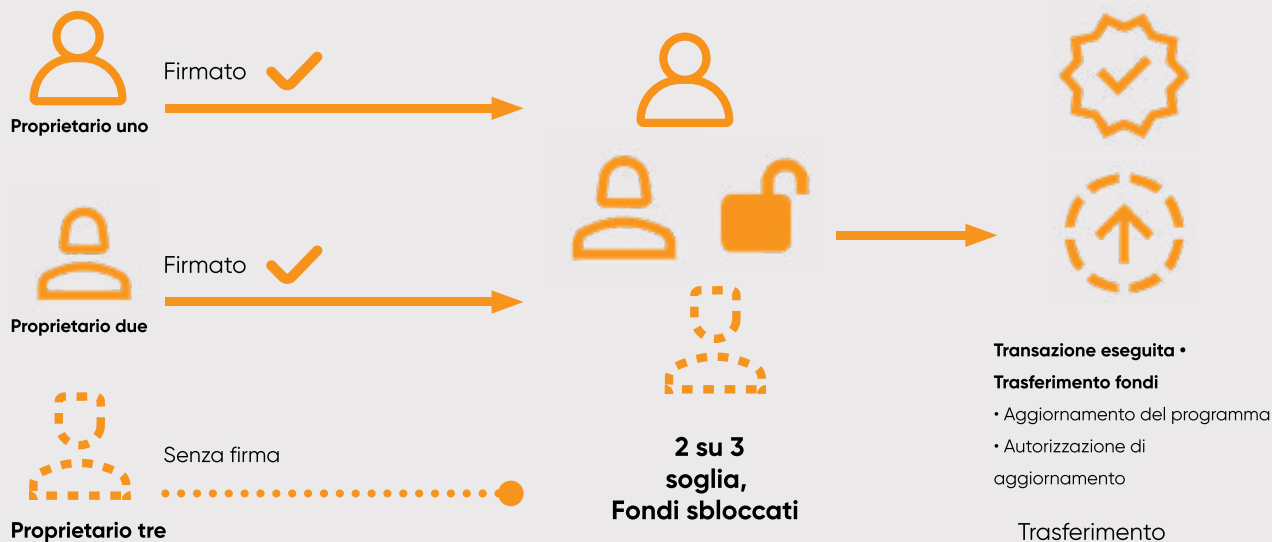 Firmato
Proprietario uno
Firmato
Proprietario due
Senza firma
Proprietario tre
2 su 3
soglia,
Fondi sbloccati
Transazione eseguita •
Trasferimento fondi
• Aggiornamento del programma
• Autorizzazione di
aggiornamento
Trasferimento